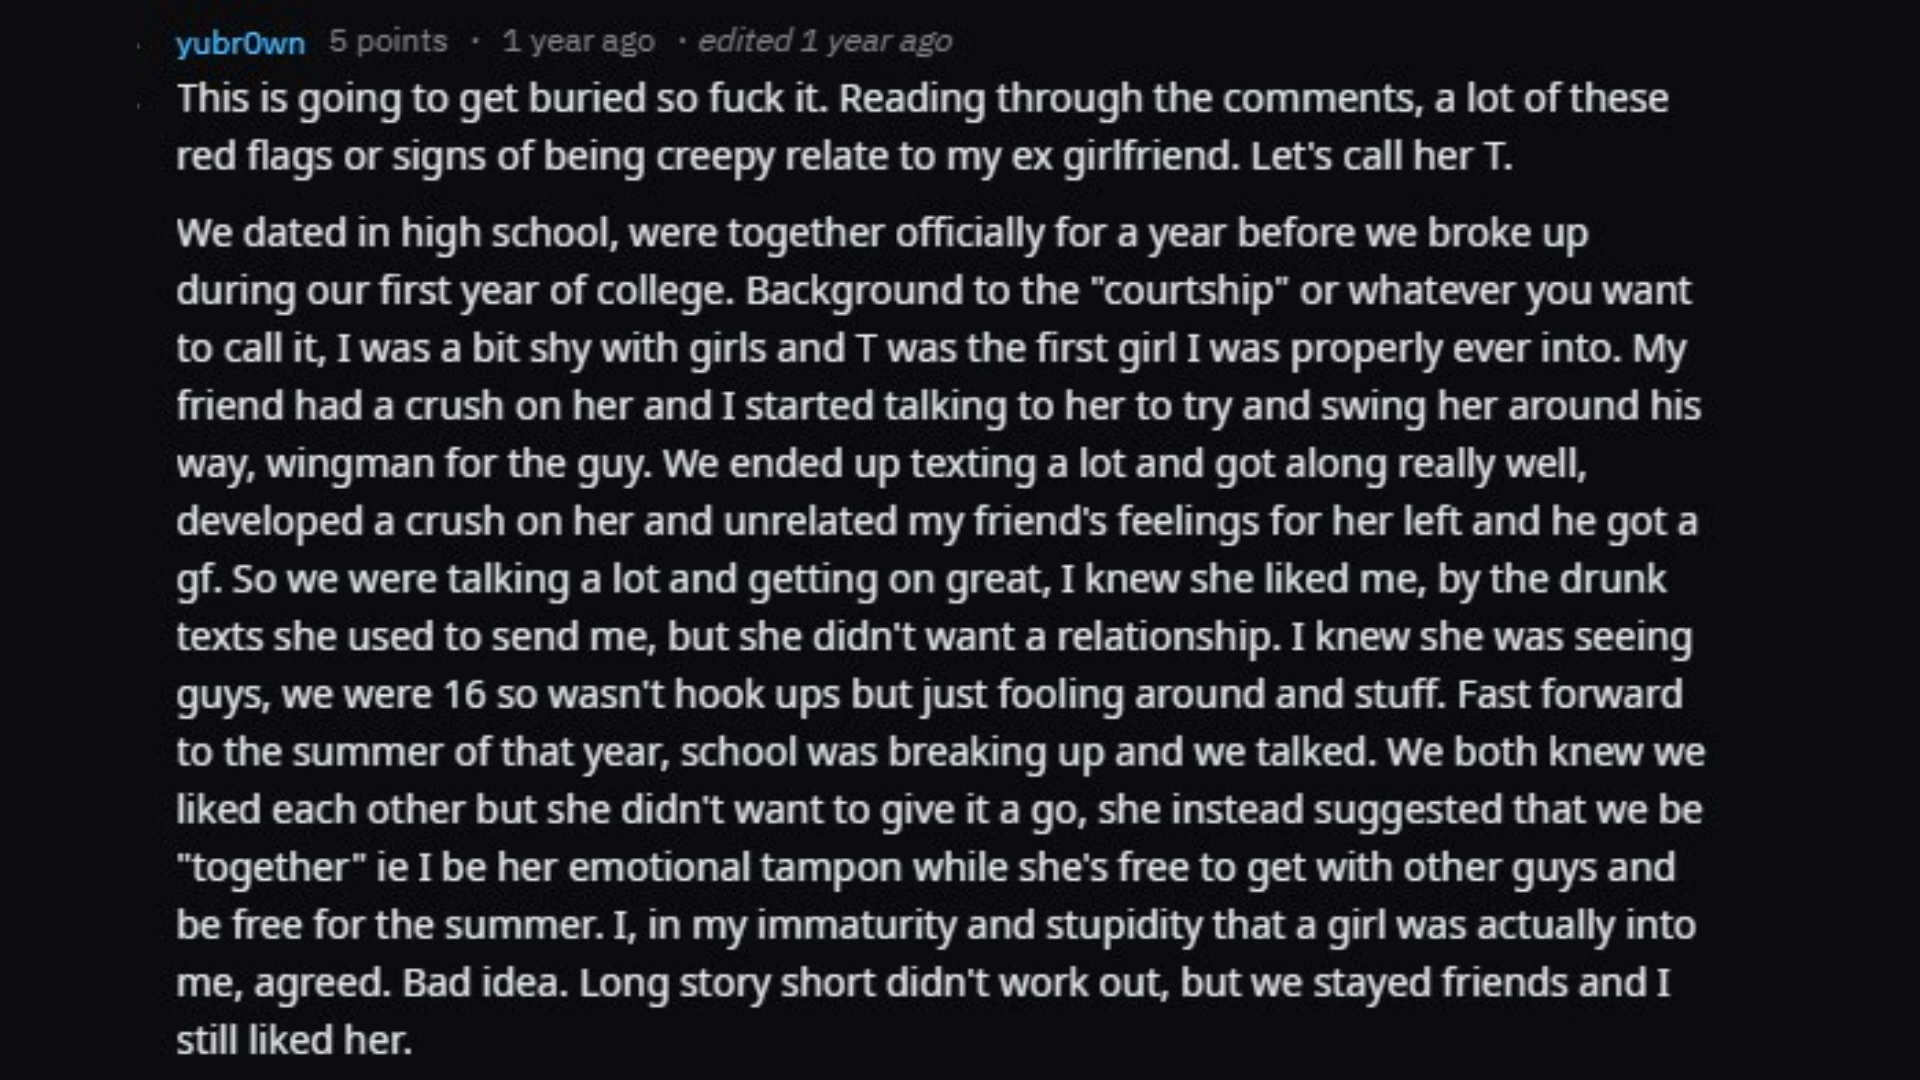 yubr0wn 5 points · 1 year ago · edited 1 year ago
This is going to get buried so fuck it. Reading through the comments, a lot of these
red flags or signs of being creepy relate to my ex girlfriend. Let's call her T.
We dated in high school, were together officially for a year before we broke up
during our first year of college. Background to the "courtship" or whatever you want
to call it, I was a bit shy with girls and T was the first girl I was properly ever into. My
friend had a crush on her and I started talking to her to try and swing her around his
way, wingman for the guy. We ended up texting a lot and got along really well,
developed a crush on her and unrelated my friend's feelings for her left and he got a
gf. So we were talking a lot and getting on great, I knew she liked me, by the drunk
texts she used to send me, but she didn't want a relationship. I knew she was seeing
guys, we were 16 so wasn't hook ups but just fooling around and stuff. Fast forward
to the summer of that year, school was breaking up and we talked. We both knew we
liked each other but she didn't want to give it a go, she instead suggested that we be
"together" ie I be her emotional tampon while she's free to get with other guys and
be free for the summer. I, in my immaturity and stupidity that a girl was actually into
me, agreed. Bad idea. Long story short didn't work out, but we stayed friends and I
still liked her.